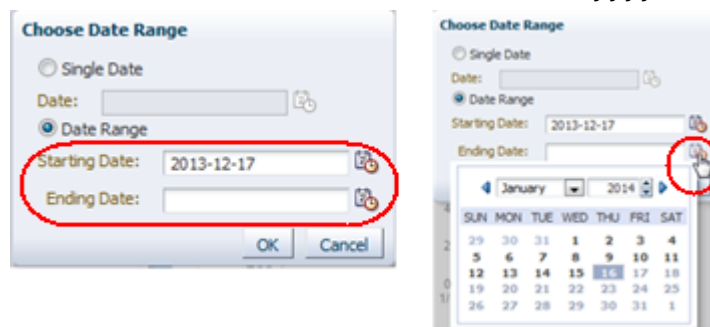 Choose Date Range
Single Date
Date:
Date Range
Starting Date: 2013-12-17
Ending Date:
OK Cancel
Choose Date Range
Single Date
Date:
Date Range
Starting Date: 2013-12-17
Ending Date:
January 2014
SUN MON TUE WED THU FRI SAT
29 30 31 1 2 3 4
5 6 7 8 9 10 11
12 13 14 15 16 17 18
19 20 21 22 23 24 25
26 27 28 29 30 31 1